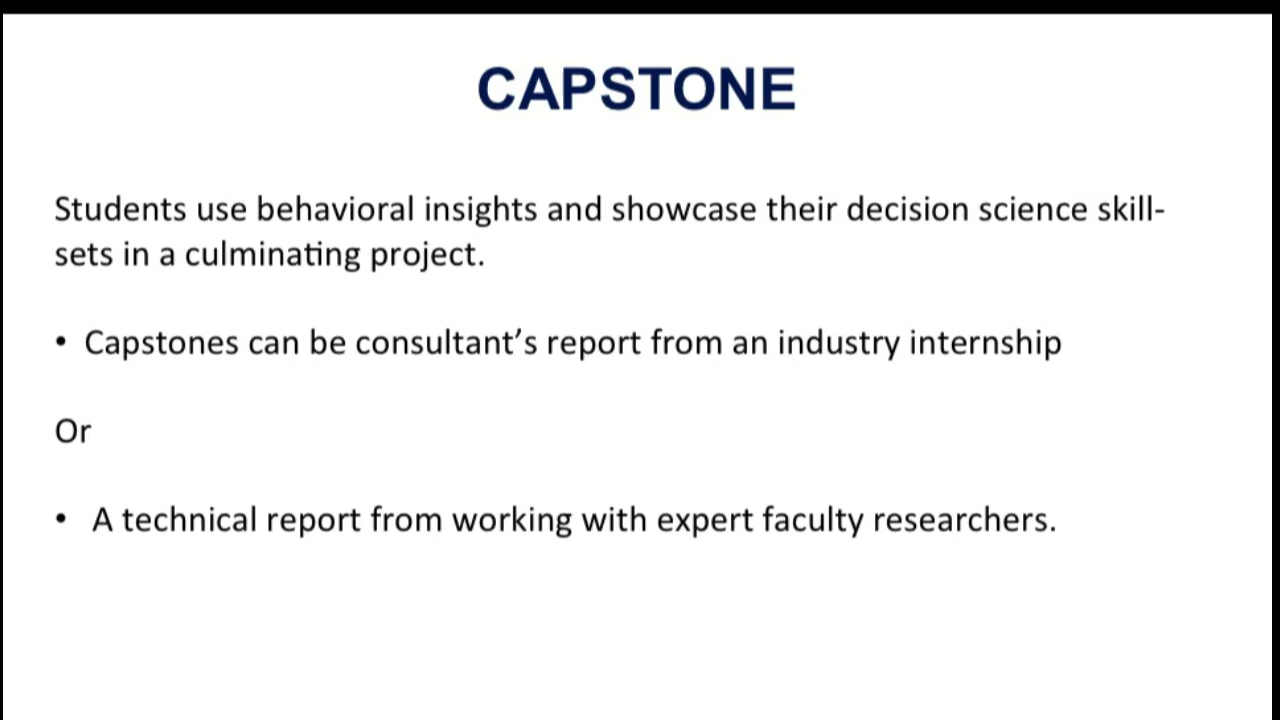 CAPSTONE
Students use behavioral insights and showcase their decision science skill-
sets in a culminating project.
• Capstones can be consultant’s report from an industry internship
Or
• A technical report from working with expert faculty researchers.